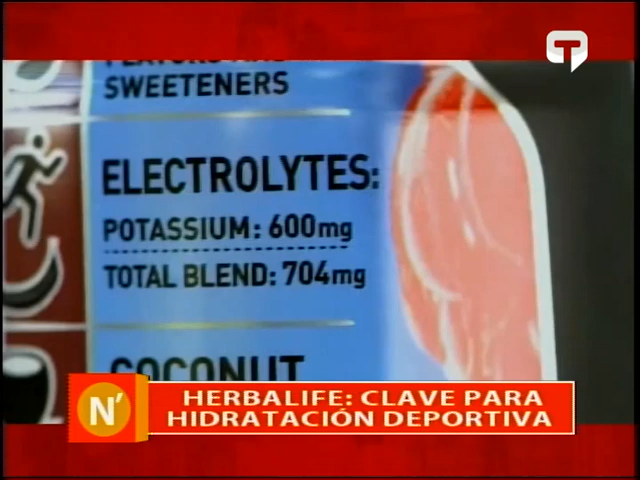 SWEETENERS
ELECTROLYTES:
POTASSIUM: 600mg
TOTAL BLEND: 704mg
COCONUT
N'
HERBALIFE: CLAVE PARA
HIDRATACIÓN DEPORTIVA